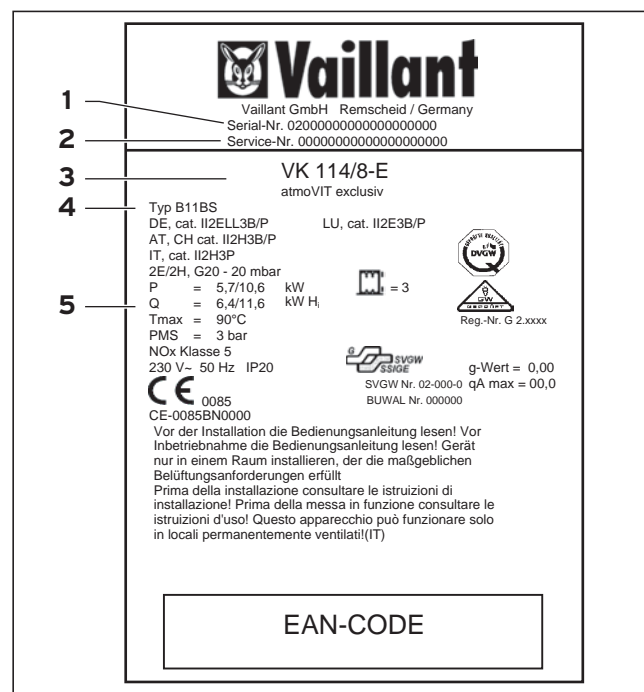 Vaillant
Vaillant GmbH Remscheid / Germany
1 Serial-Nr. 02000000000000000000
2 Service-Nr. 00000000000000000000
3 VK 114/8-E
atmoVIT exclusiv
4 Typ B11BS
DE, cat. II2ELL3B/P LU, cat. II2E3B/P
AT, CH cat. II2H3B/P
IT, cat. II2H3P
2E/2H, G20 - 20 mbar
P = 5,7/10,6 kW = 3
5 Q = 6,4/11,6 kW Hi
Tmax = 90°C
PMS = 3 bar
NOx Klasse 5
230 V~ 50 Hz IP20
DVGW
GW
GEPRÜFT
Reg.-Nr. G 2.xxxx
G SVGW
SSIGE
g-Wert = 0,00
SVGW Nr. 02-000-0 qA max = 00,0
BUWAL Nr. 000000
CE 0085
CE-0085BN0000
Vor der Installation die Bedienungsanleitung lesen! Vor
Inbetriebnahme die Bedienungsanleitung lesen! Gerät
nur in einem Raum installieren, der die maßgeblichen
Belüftungsanforderungen erfüllt
Prima della installazione consultare le istruzioni di
installazione! Prima della messa in funzione consultare le
istruzioni d'uso! Questo apparecchio può funzionare solo
in locali permanentemente ventilati!(IT)
EAN-CODE